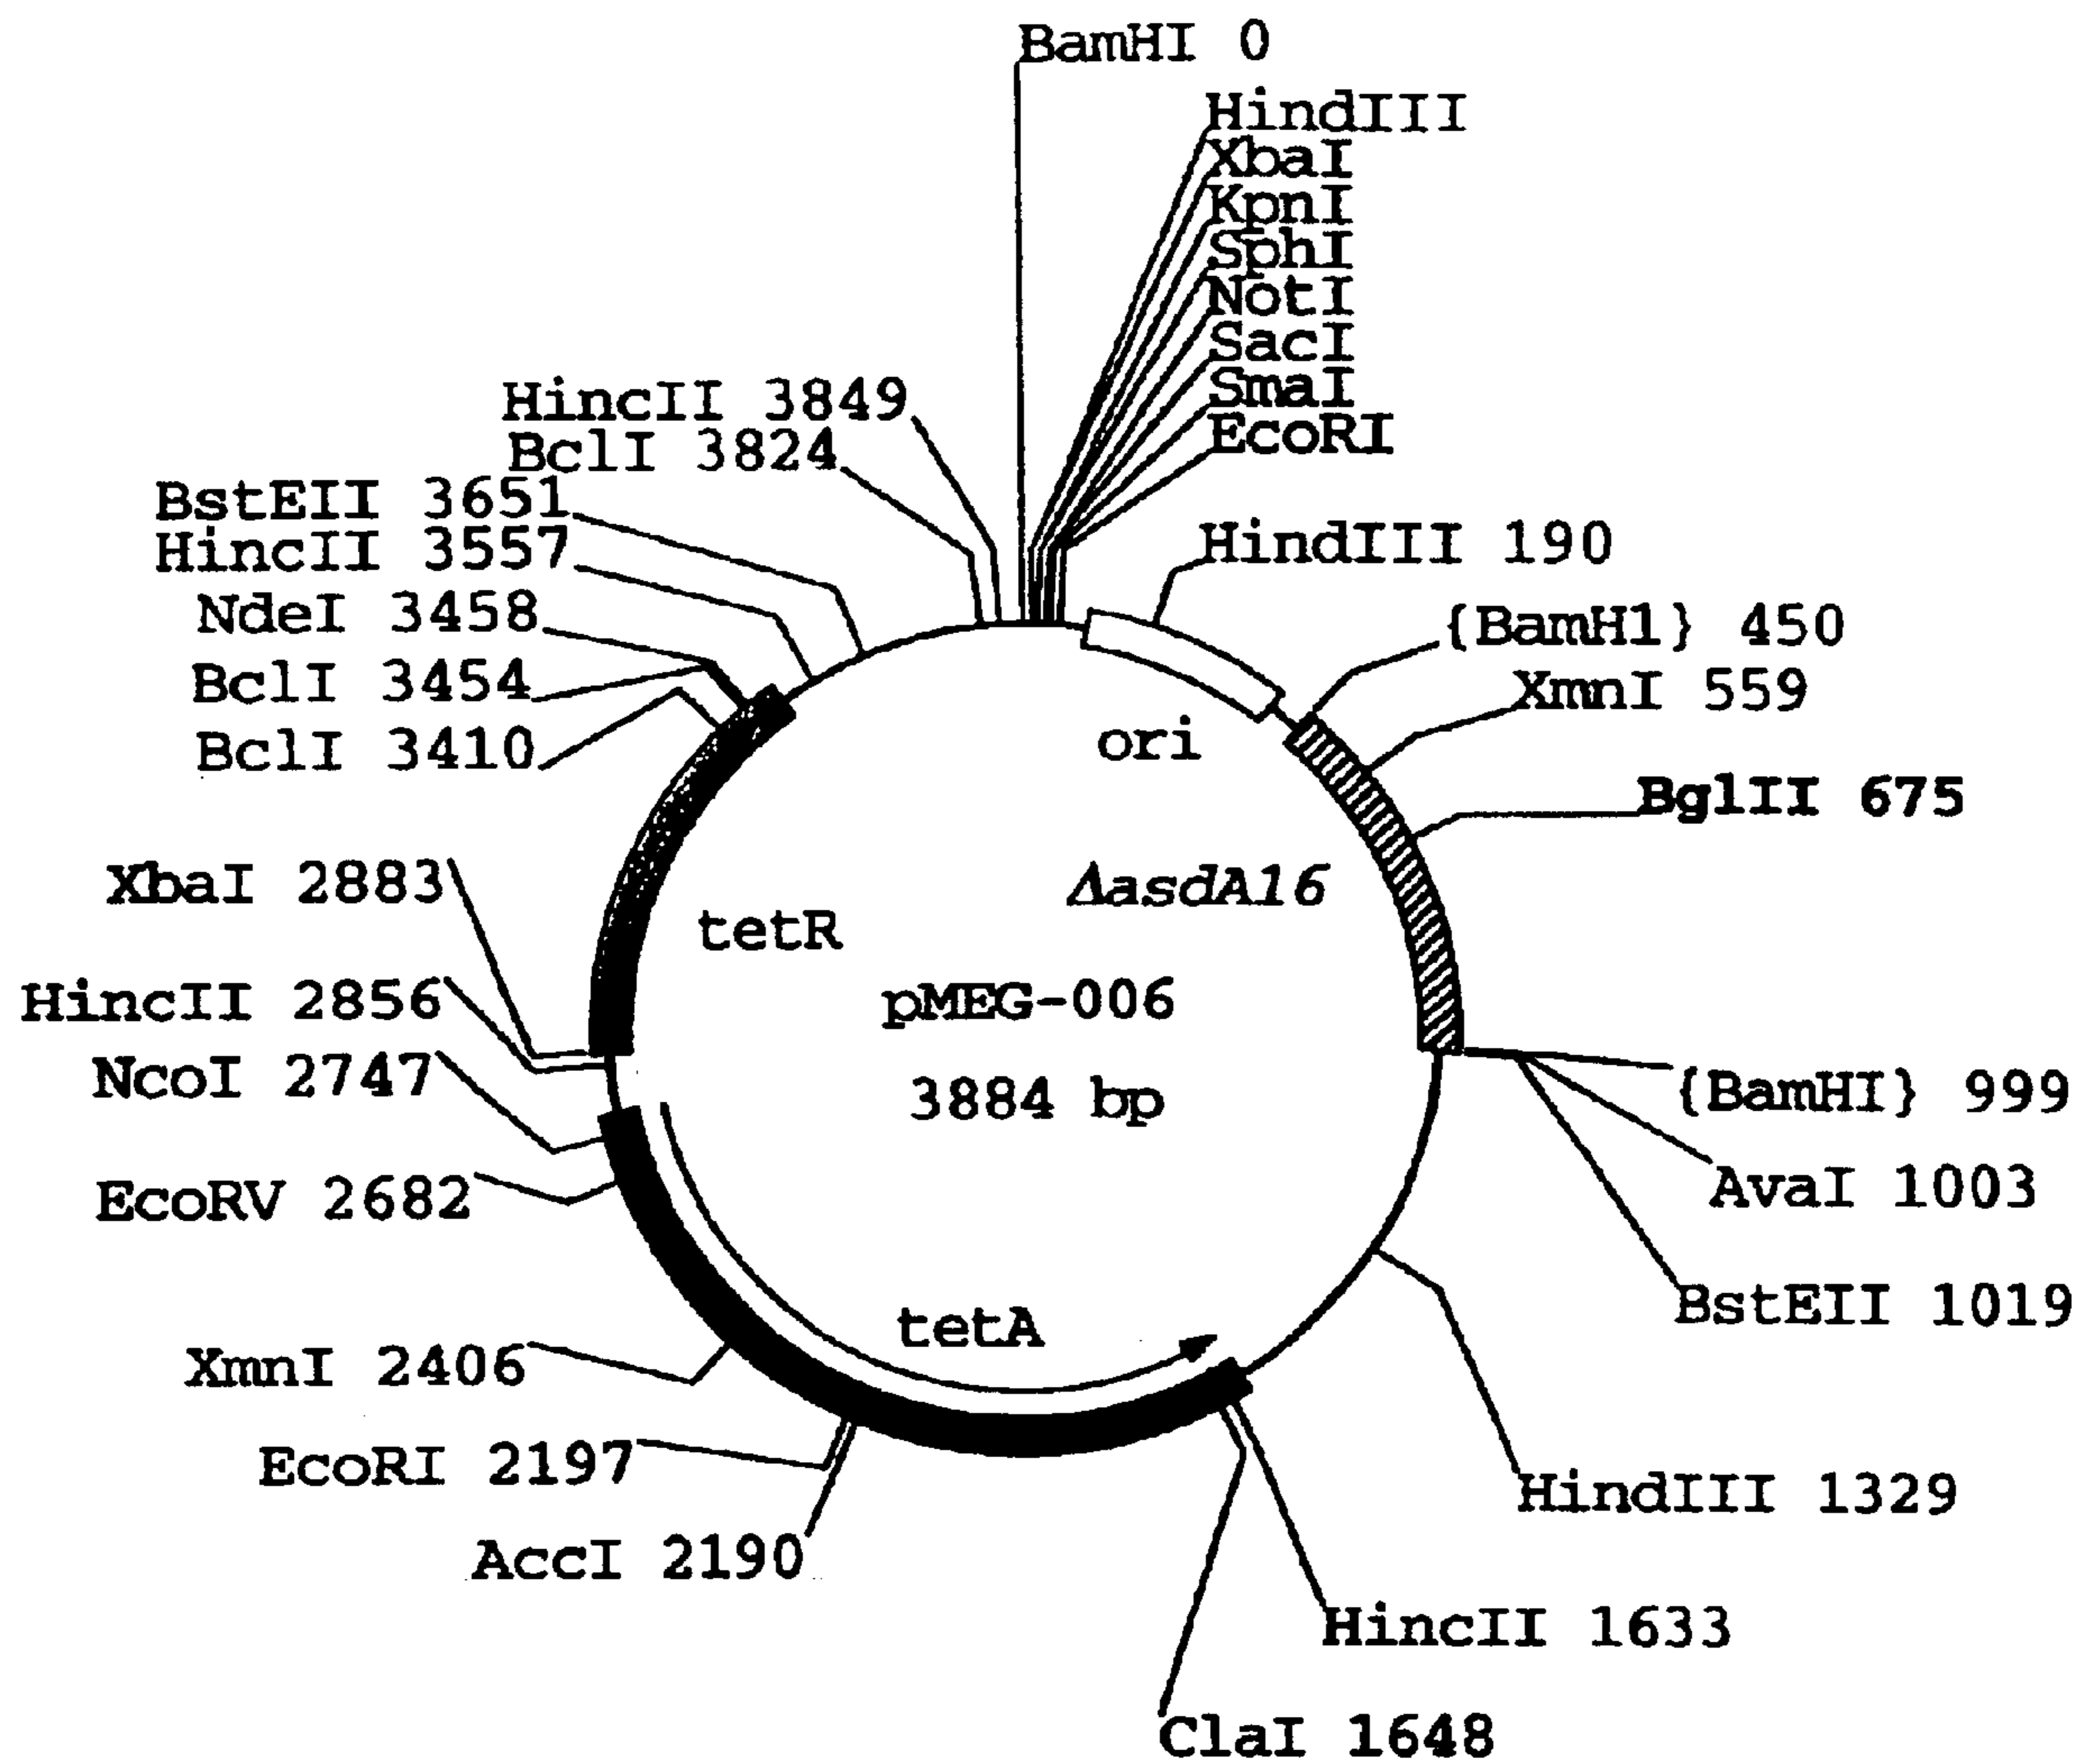 BamHI 0
HindIII
XbaI
KpnI
SphI
NotI
SacI
SmaI
EcoRI
HincII 3849
BclI 3824
BstEII 3651
HincII 3557
NdeI 3458
BclI 3454
BclI 3410
HindIII 190
{BamH1} 450
XmnI 559
BglII 675
ori
ΔasdA16
tetR
pMEG-006
3884 bp
tetA
XbaI 2883
HincII 2856
NcoI 2747
EcoRV 2682
XmnI 2406
EcoRI 2197
AccI 2190
{BamHI} 999
AvaI 1003
BstEII 1019
HindIII 1329
HincII 1633
ClaI 1648